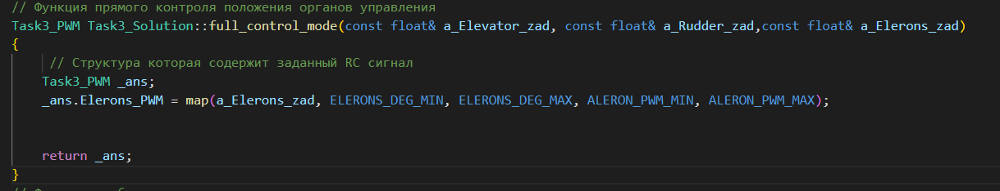 // Функция прямого контроля положения органов управления
Task3_PWM Task3_Solution::full_control_mode(const float& a_Elevator_zad, const float& a_Rudder_zad,const float& a_Elerons_zad)
{
// Структура которая содержит заданный RC сигнал
Task3_PWM _ans;
_ans.Elerons_PWM = map(a_Elerons_zad, ELERONS_DEG_MIN, ELERONS_DEG_MAX, ALERON_PWM_MIN, ALERON_PWM_MAX);
return _ans;
}